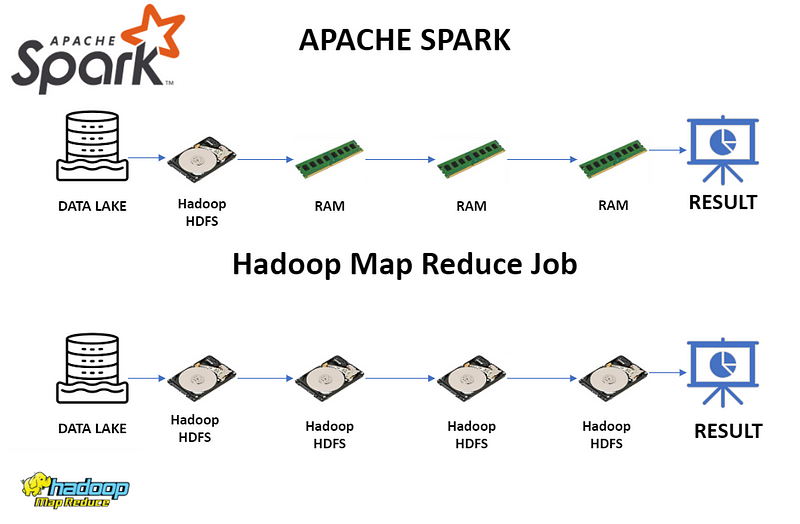 APACHE
Spark™
APACHE SPARK
DATA LAKE
Hadoop
HDFS
RAM
RAM
RAM
RESULT
Hadoop Map Reduce Job
DATA LAKE
Hadoop
HDFS
Hadoop
HDFS
Hadoop
HDFS
Hadoop
HDFS
RESULT
hadoop
Map Reduce